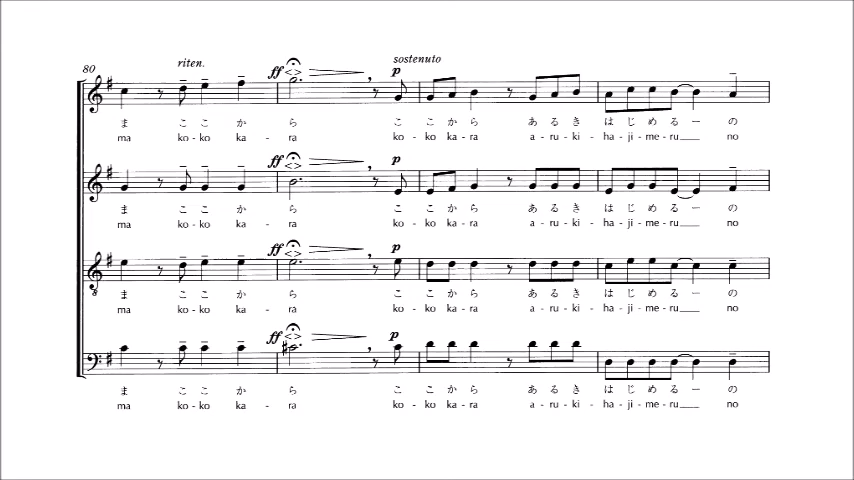 80
riten.
sostenuto
ff p
ま ここ か ら こ こ か ら あ る き は じ め る ー の
ma ko - ko ka - ra ko - ko ka - ra a - ru - ki - ha - ji - me - ru no
ff p
ま ここ か ら こ こ か ら あ る き は じ め る ー の
ma ko - ko ka - ra ko - ko ka - ra a - ru - ki - ha - ji - me - ru no
ff p
8
ま ここ か ら こ こ か ら あ る き は じ め る ー の
ma ko - ko ka - ra ko - ko ka - ra a - ru - ki - ha - ji - me - ru no
ff p
ま ここ か ら こ こ か ら あ る き は じ め る ー の
ma ko - ko ka - ra ko - ko ka - ra a - ru - ki - ha - ji - me - ru no